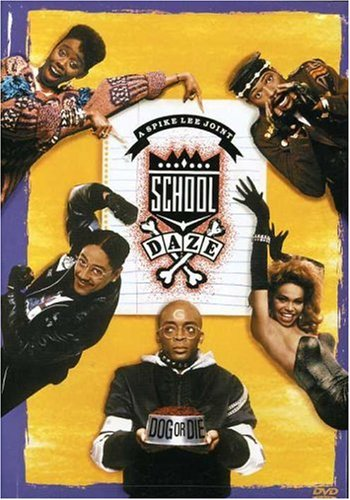 A SPIKE LEE JOINT
SCHOOL
DAZE
G
DOG OR DIE
DVD